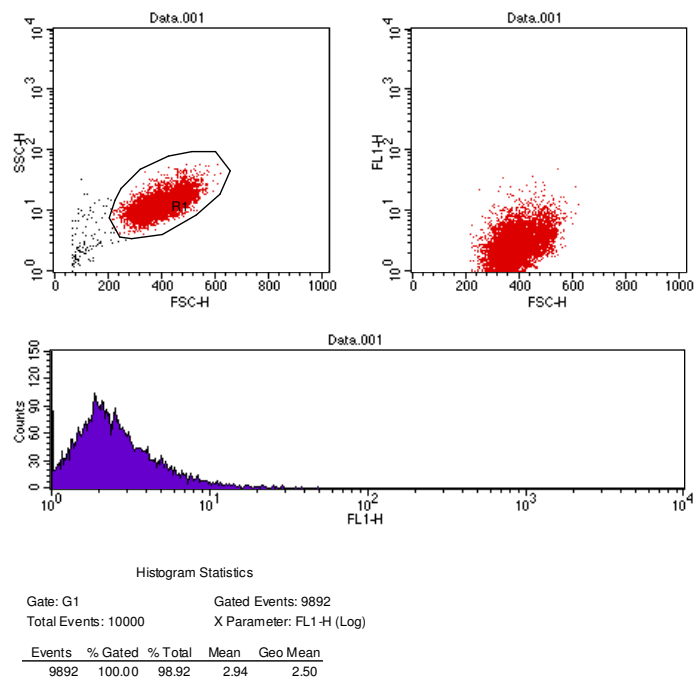 Data.001
10^4
10^3
10^2
10^1
10^0
SSC-H
R1
0 200 400 600 800 1000
FSC-H
Data.001
10^4
10^3
10^2
10^1
10^0
FL1-H
0 200 400 600 800 1000
FSC-H
Data.001
150
120
90
60
30
0
Counts
10^0 10^1 10^2 10^3 10^4
FL1-H
Histogram Statistics
Gate: G1 Gated Events: 9892
Total Events: 10000 X Parameter: FL1-H (Log)
Events % Gated % Total Mean Geo Mean
9892 100.00 98.92 2.94 2.50